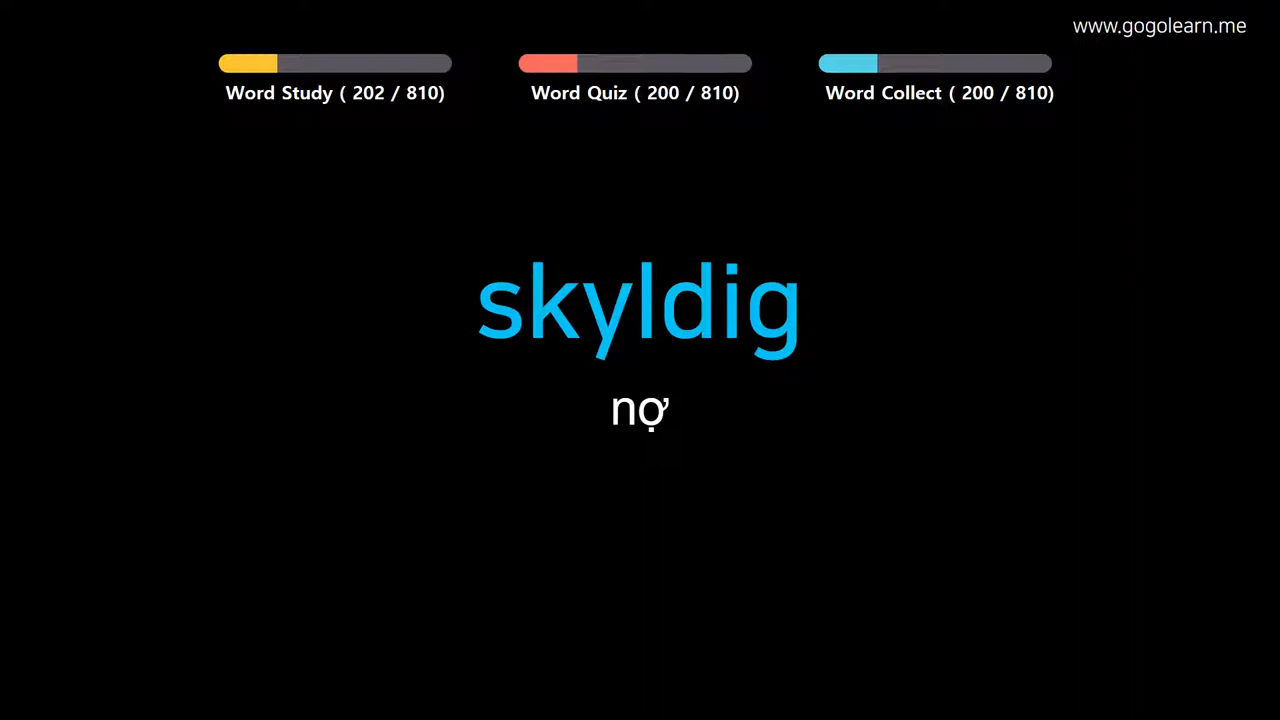 www.gogolearn.me
Word Study ( 202 / 810)
Word Quiz ( 200 / 810)
Word Collect ( 200 / 810)
skyldig
nợ